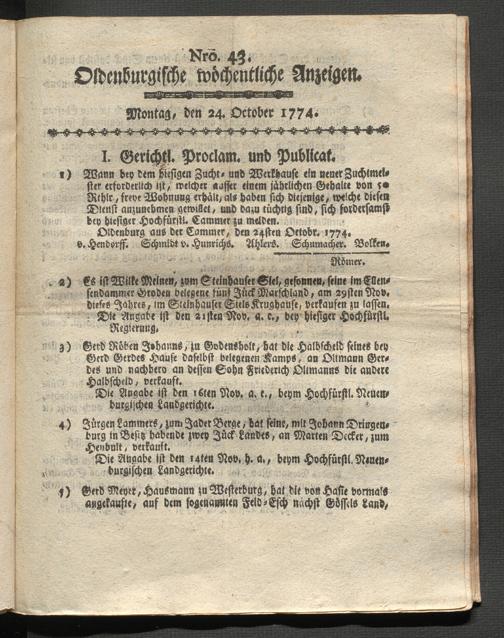 Nrō. 43.
Oldenburgische wöchentliche Anzeigen.
Montag, den 24. October 1774.
I. Gerichtl. Proclam. und Publicat.
1) Wann bey dem hiesigen Zucht- und Werkhause ein neuer Zuchtmei-
ster erforderlich ist, welcher ausser einem jährlichen Gehalte von 50
Rthlr. freye Wohnung erhält, als haben sich diejenige, welche diesen
Dienst anzunehmen gewillet, und dazu tüchtig sind, sich fordersamst
bey hiesiger Hochfürstl. Cammer zu melden.
Oldenburg aus der Cammer, den 24sten Octobr. 1774.
v. Hendorff. Schmidt v. Hunrichs. Ahlers. Schumacher. Volken.
Römer.
2) Es ist Wilke Meinen, zum Steinhauser Siel, gesonnen, seine im Ellen-
sendammer Groden belegene fünf Jück Marschland, am 29sten Nov.
dieses Jahres, im Steinhauser Siels Krughause, verkaufen zu lassen.
Die Angabe ist den 21sten Nov. a. c., bey hiesiger Hochfürstl.
Regierung.
3) Gerd Röben Johanns, zu Godensholt, hat die Halbscheid seines bey
Gerd Gerdes Hause daselbst belegenen Kamps, an Oltmann Ger-
des und nachhero an dessen Sohn Friederich Oltmanns die andere
Halbscheid, verkauft.
Die Angabe ist den 16ten Nov. a. c., beym Hochfürstl. Neuen-
burgischen Landgerichte.
4) Jürgen Lammers, zum Jader Berge, hat seine, mit Johann Dringen-
burg in Besitz habende zwey Jück Landes, an Marten Decker, zum
Heubült, verkauft.
Die Angabe ist den 14ten Nov. h. a., beym Hochfürstl. Neuen-
burgischen Landgerichte.
5) Gerd Meyer, Hausmann zu Westerburg, hat die von Hasse vormals
angekaufte, auf dem sogenannten Feld-Esch nächst Gössels Land,